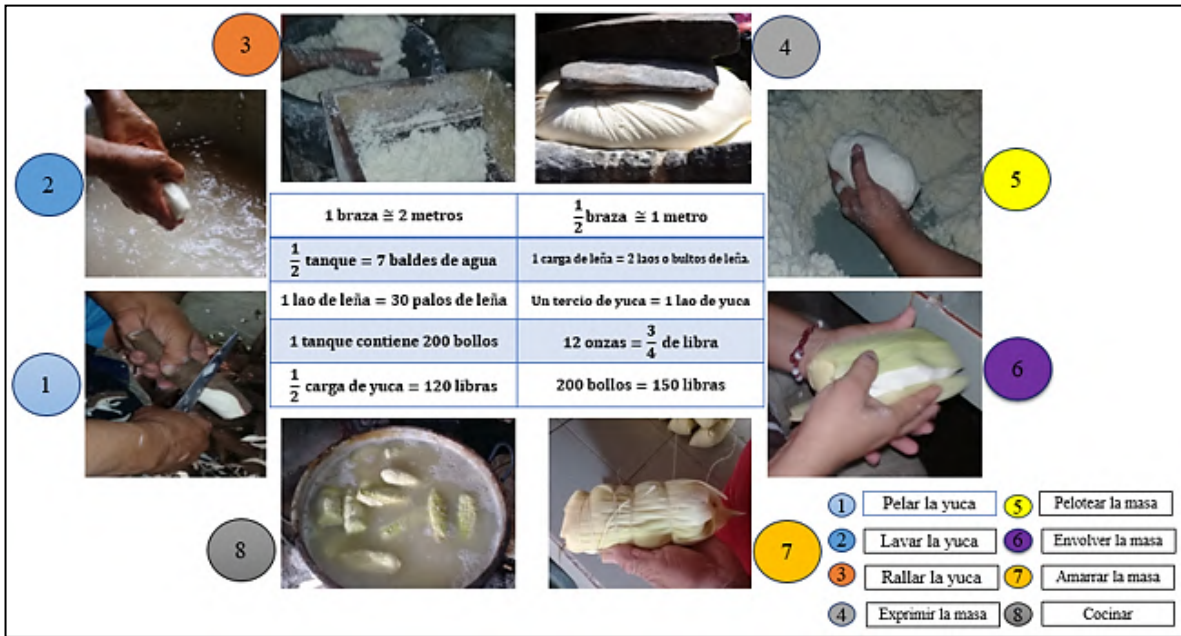 3
4
2
5
1 braza ≅ 2 metros
1/2 braza ≅ 1 metro
1/2 tanque = 7 baldes de agua
1 carga de leña = 2 laos o bultos de leña.
1 lao de leña = 30 palos de leña
Un tercio de yuca = 1 lao de yuca
1 tanque contiene 200 bollos
12 onzas = 3/4 de libra
1/2 carga de yuca = 120 libras
200 bollos = 150 libras
1
6
8
7
1 Pelar la yuca
5 Pelotear la masa
2 Lavar la yuca
6 Envolver la masa
3 Rallar la yuca
7 Amarrar la masa
4 Exprimir la masa
8 Cocinar